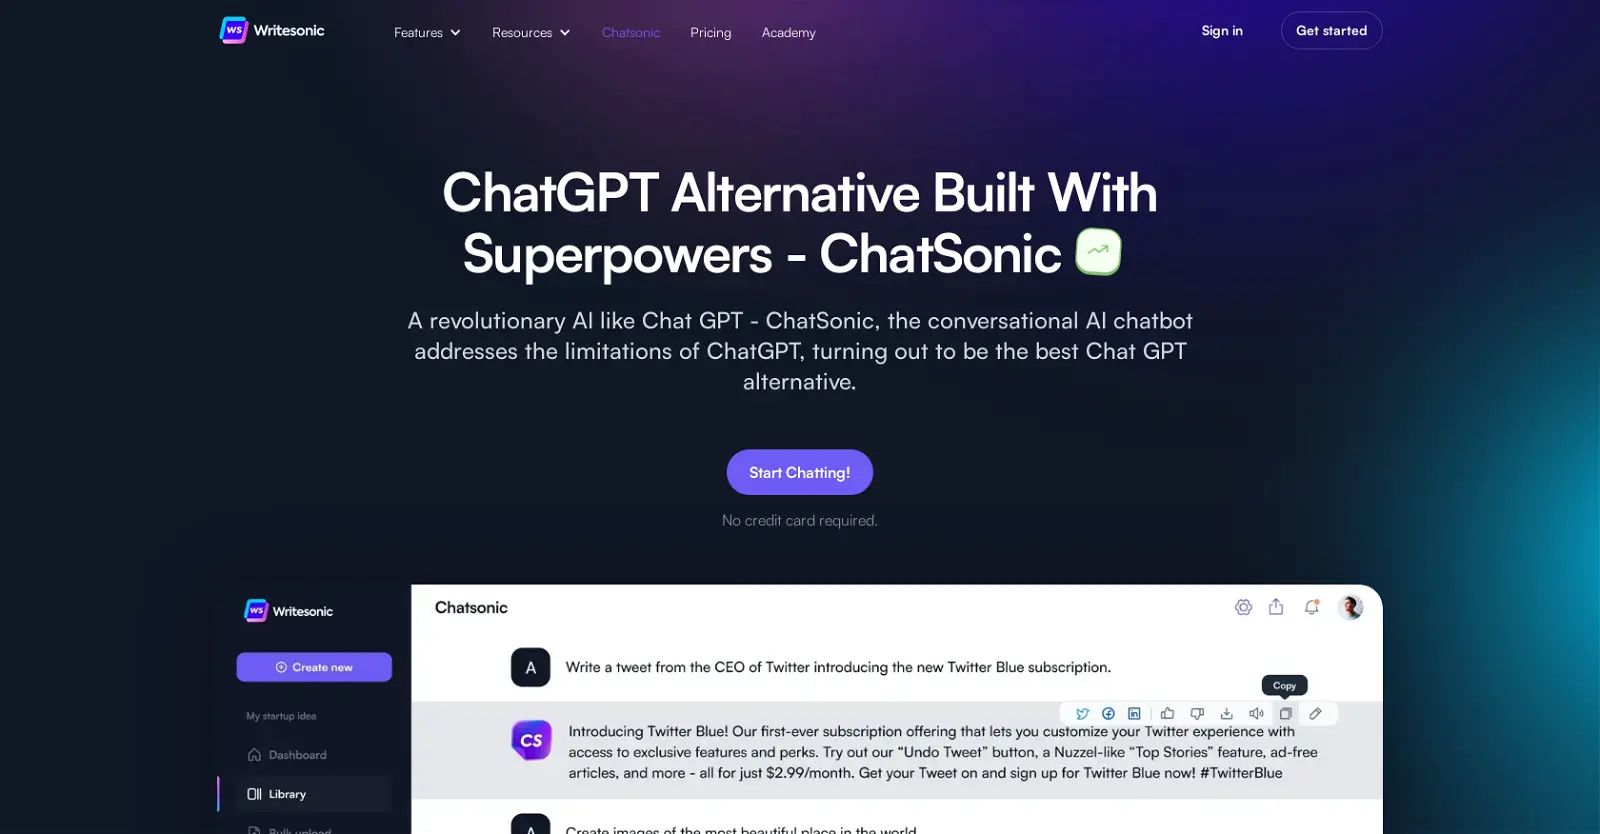 WS Writesonic
Features
Resources
Chatsonic
Pricing
Academy
Sign in
Get started
ChatGPT Alternative Built With
Superpowers - ChatSonic
A revolutionary AI like Chat GPT - ChatSonic, the conversational AI chatbot
addresses the limitations of ChatGPT, turning out to be the best Chat GPT
alternative.
Start Chatting!
No credit card required.
WS Writesonic
Chatsonic
Create new
A
Write a tweet from the CEO of Twitter introducing the new Twitter Blue subscription.
Copy
My startup idea
CS
Introducing Twitter Blue! Our first-ever subscription offering that lets you customize your Twitter experience with
access to exclusive features and perks. Try out our “Undo Tweet” button, a Nuzzel-like “Top Stories” feature, ad-free
articles, and more - all for just $2.99/month. Get your Tweet on and sign up for Twitter Blue now! #TwitterBlue
Dashboard
Library
Bulk upload
A
Create images of the most beautiful place in the world